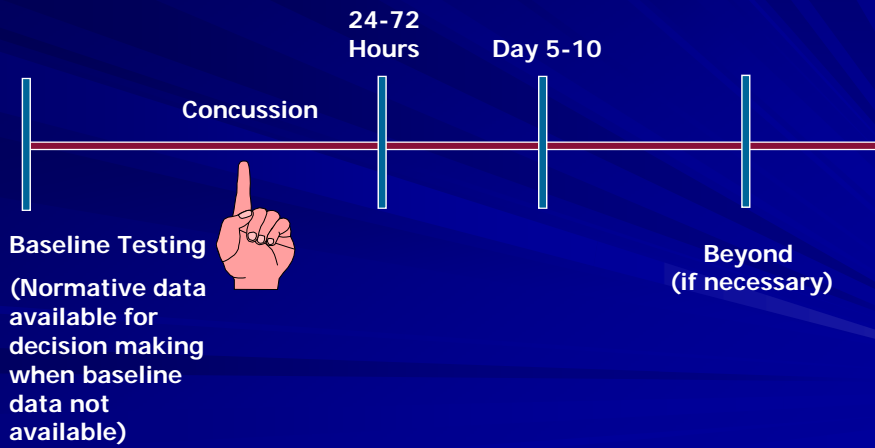 24-72
Hours
Day 5-10
Concussion
Baseline Testing
(Normative data
available for
decision making
when baseline
data not
available)
Beyond
(if necessary)